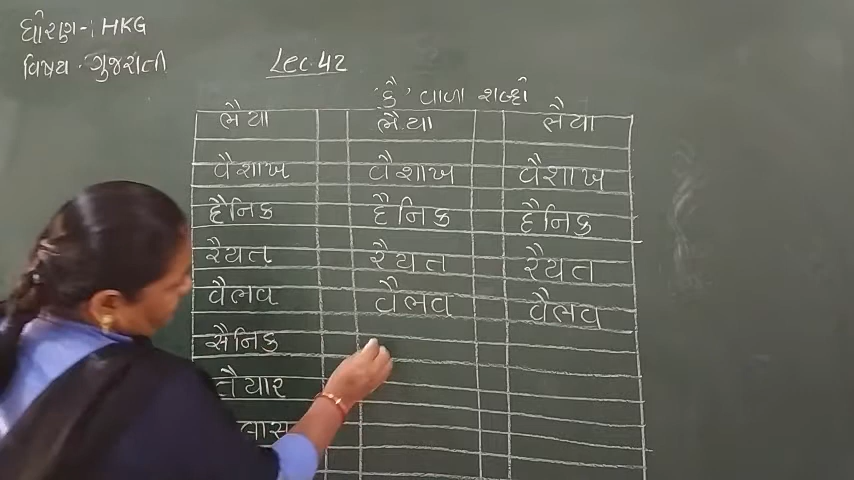 ધોરણ-: HKG
વિષય - ગુજરાતી
Lec. 42
'કૈ' વાળા શબ્દો
ભૈયા ભૈયા ભૈયા
વૈશાખ વૈશાખ વૈશાખ
દૈનિક દૈનિક દૈનિક
રૈયત રૈયત રૈયત
વૈભવ વૈભવ વૈભવ
સૈનિક
તૈયાર